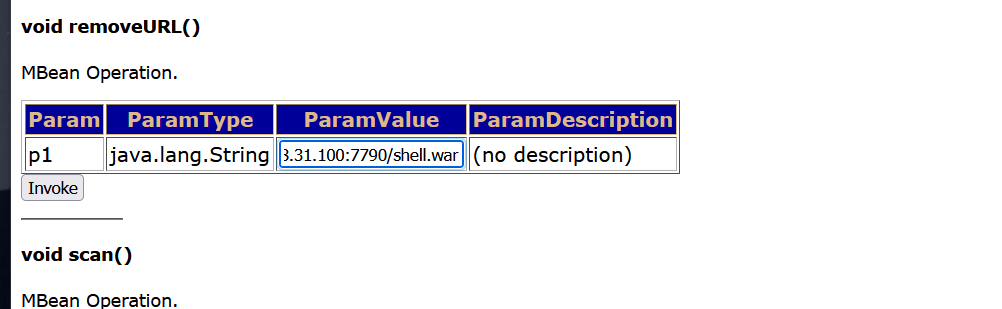 void removeURL()
MBean Operation.
Param ParamType ParamValue ParamDescription
p1 java.lang.String 3.31.100:7790/shell.war (no description)
Invoke
void scan()
MBean Operation.